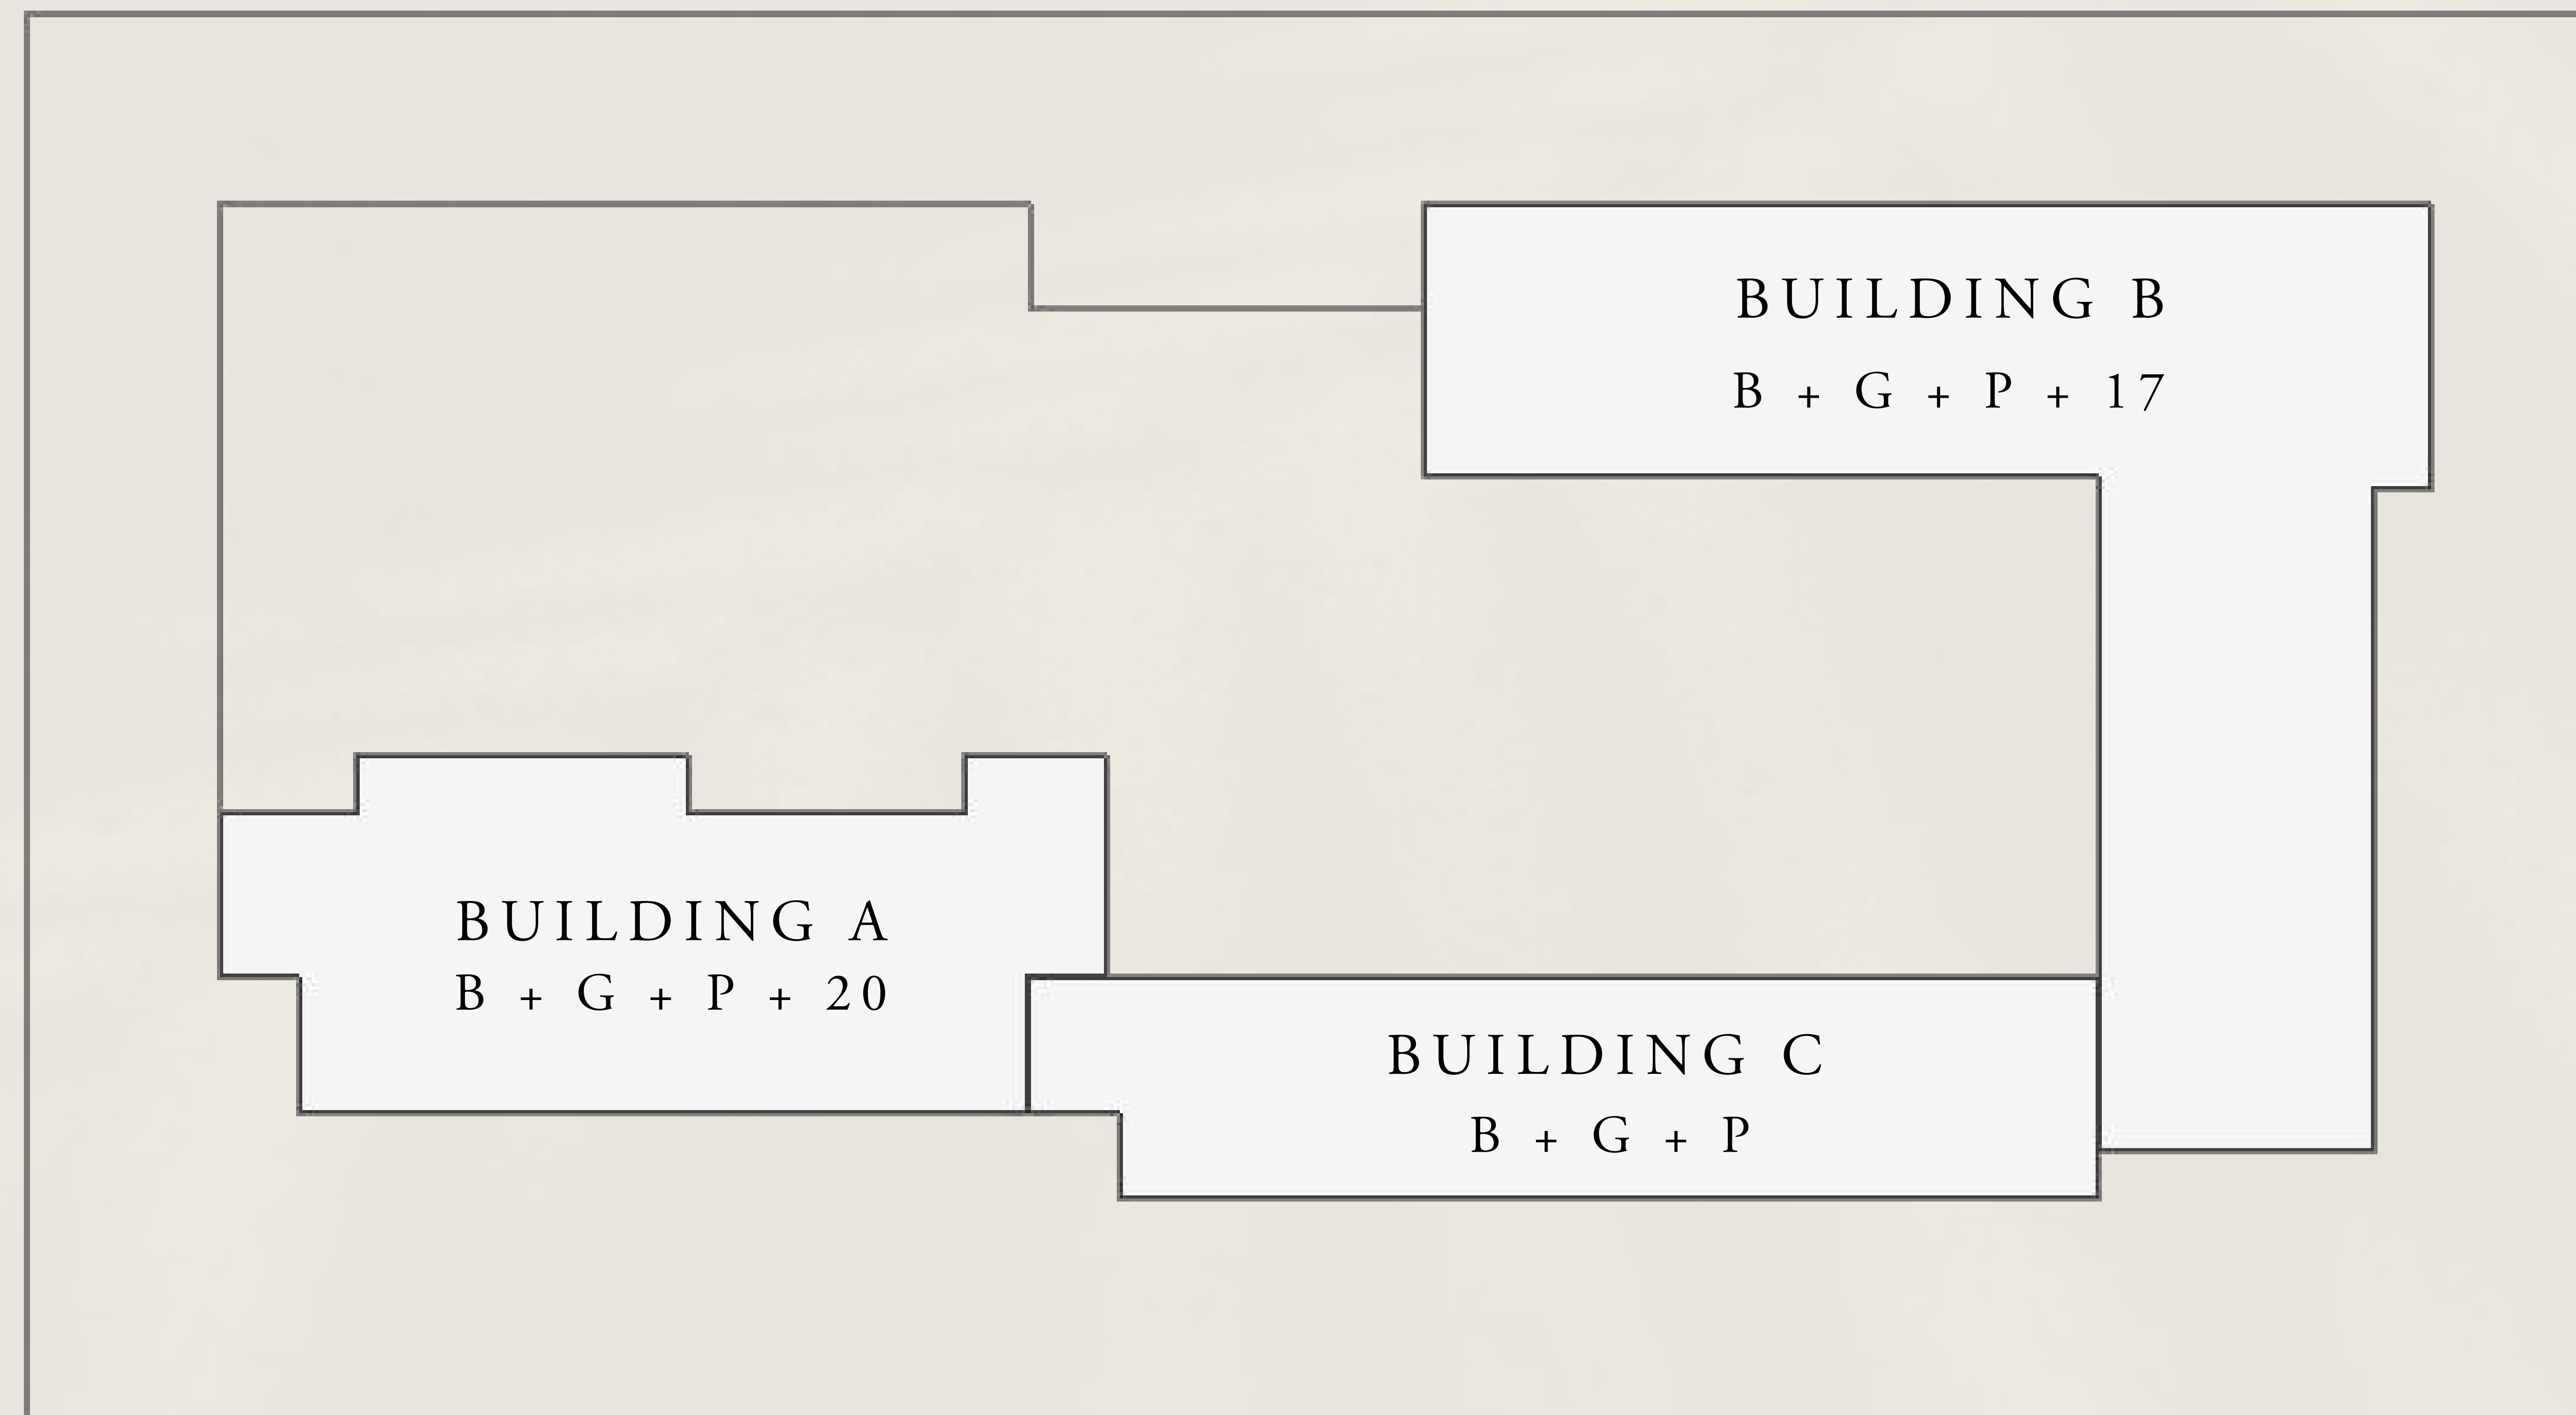 BUILDING B
B + G + P + 17
BUILDING A
B + G + P + 20
BUILDING C
B + G + P